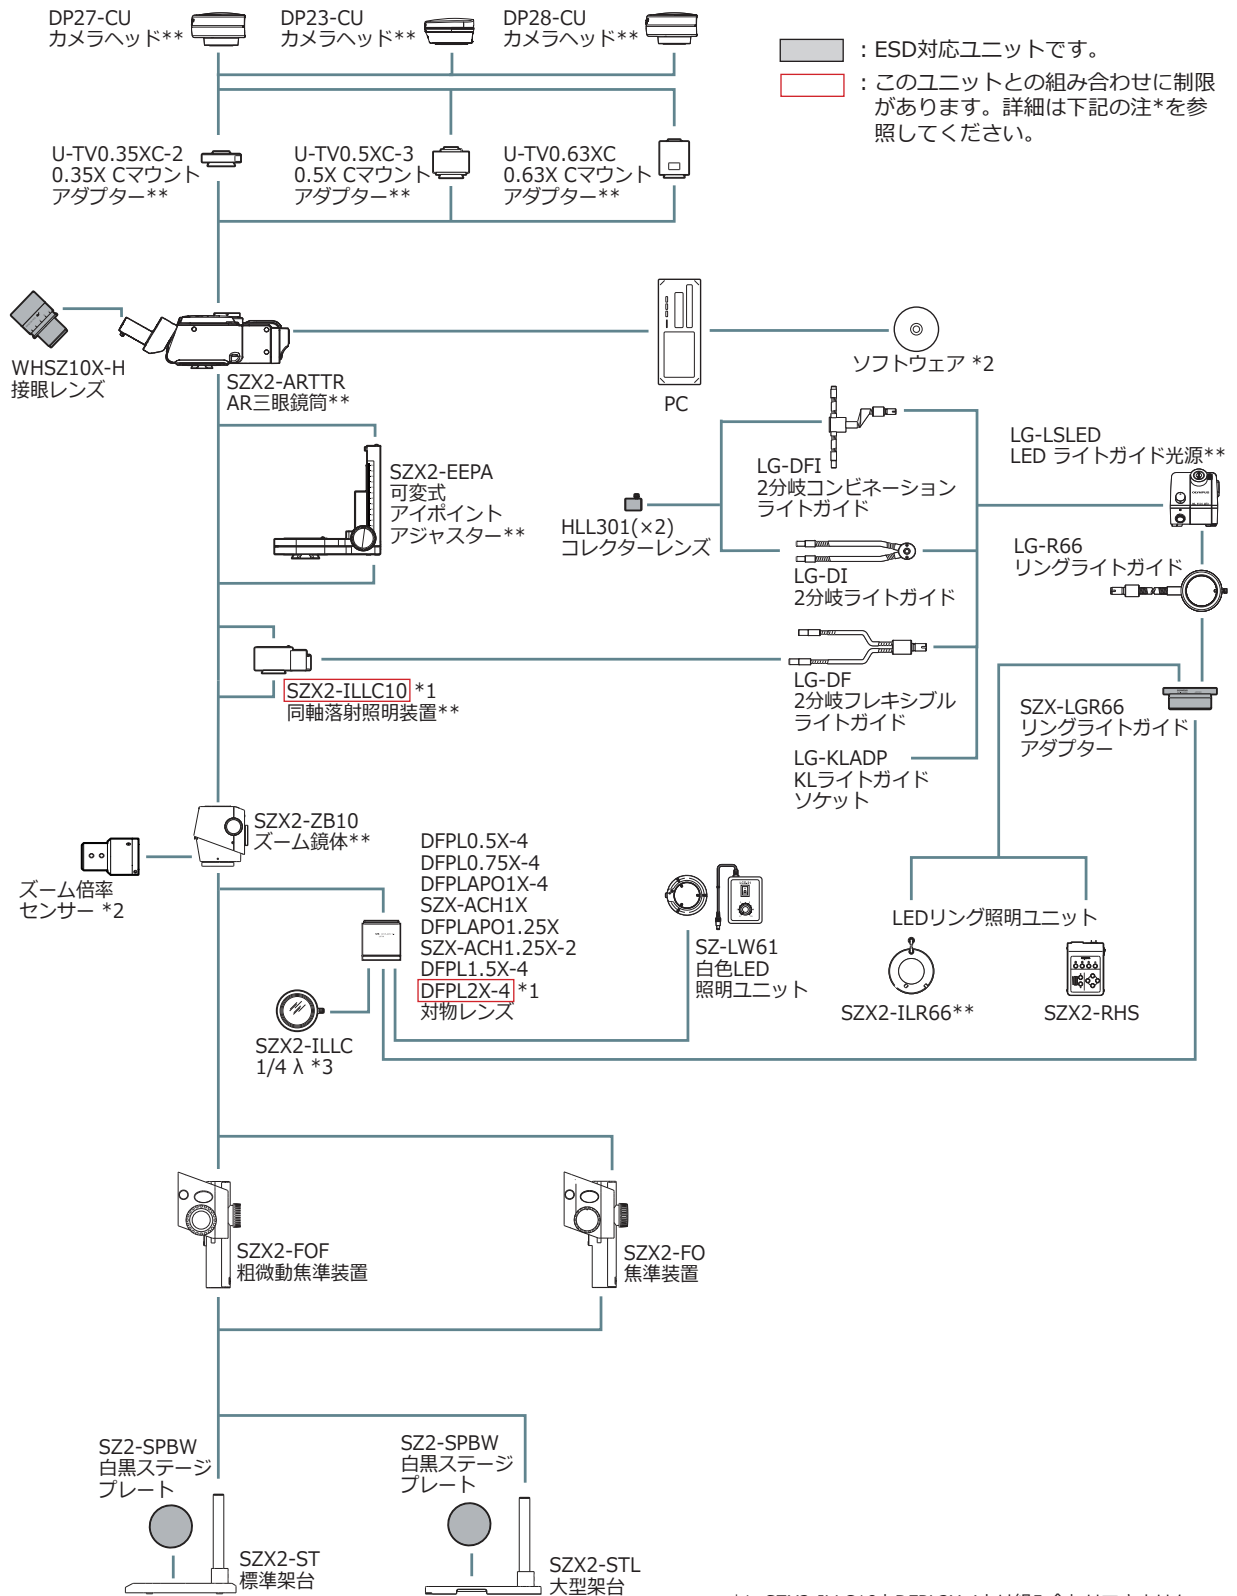 DP27-CU
カメラヘッド**
DP23-CU
カメラヘッド**
DP28-CU
カメラヘッド**
：ESD対応ユニットです。
：このユニットとの組み合わせに制限
があります。詳細は下記の注*を参
照してください。
U-TV0.35XC-2
0.35X Cマウント
アダプター**
U-TV0.5XC-3
0.5X Cマウント
アダプター**
U-TV0.63XC
0.63X Cマウント
アダプター**
WHSZ10X-H
接眼レンズ
SZX2-ARTTR
AR三眼鏡筒**
PC
ソフトウェア *2
SZX2-EEPA
可変式
アイポイント
アジャスター**
HLL301(×2)
コレクターレンズ
LG-DFI
2分岐コンビネーション
ライトガイド
LG-DI
2分岐ライトガイド
LG-DF
2分岐フレキシブル
ライトガイド
LG-KLADP
KLライトガイド
ソケット
LG-LSLED
LED ライトガイド光源**
LG-R66
リングライトガイド
SZX-LGR66
リングライトガイド
アダプター
SZX2-ILLC10 *1
同軸落射照明装置**
SZX2-ZB10
ズーム鏡体**
ズーム倍率
センサー *2
DFPL0.5X-4
DFPL0.75X-4
DFPLAPO1X-4
SZX-ACH1X
DFPLAPO1.25X
SZX-ACH1.25X-2
DFPL1.5X-4
DFPL2X-4 *1
対物レンズ
SZX2-ILLC
1/4 λ *3
SZ-LW61
白色LED
照明ユニット
LEDリング照明ユニット
SZX2-ILR66**
SZX2-RHS
SZX2-FOF
粗微動焦準装置
SZX2-FO
焦準装置
SZ2-SPBW
白黒ステージ
プレート
SZX2-ST
標準架台
SZ2-SPBW
白黒ステージ
プレート
SZX2-STL
大型架台